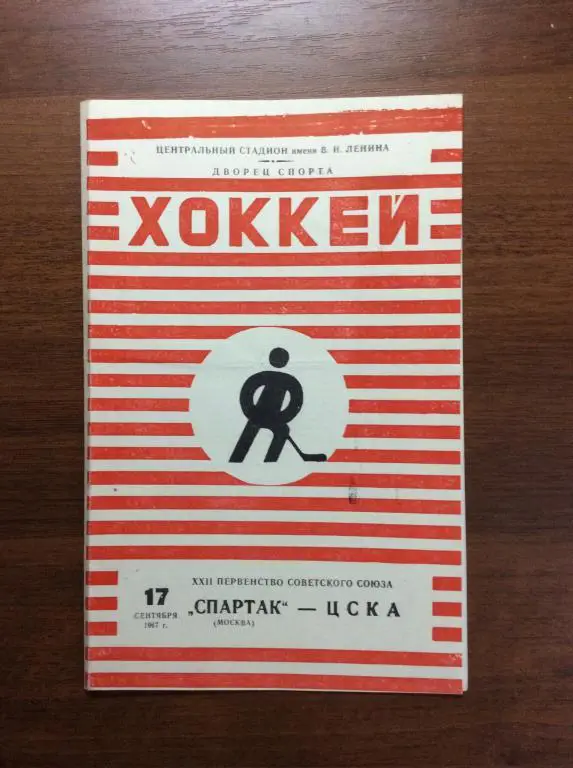 ЦЕНТРАЛЬНЫЙ СТАДИОН имени В. И. ЛЕНИНА
ДВОРЕЦ СПОРТА
ХОККЕЙ
XXII ПЕРВЕНСТВО СОВЕТСКОГО СОЮЗА
17 „СПАРТАК“ — ЦСКА
СЕНТЯБРЯ (МОСКВА)
1967 г.